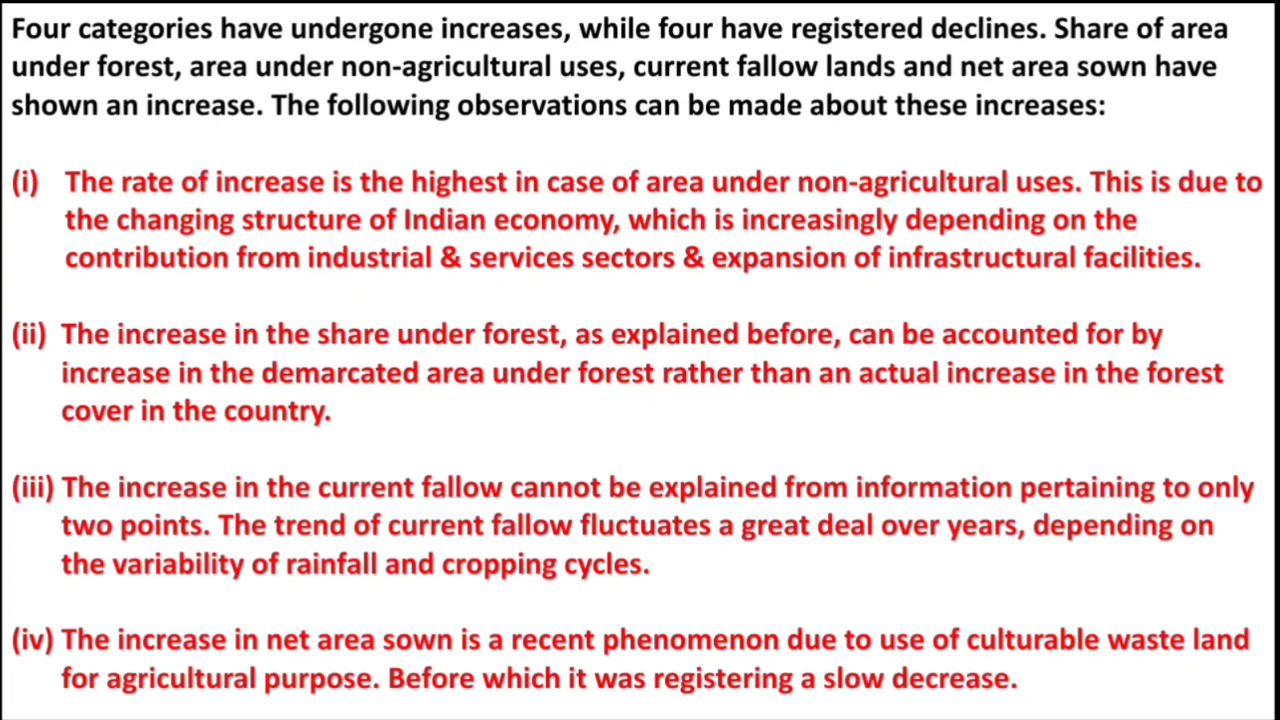 Four categories have undergone increases, while four have registered declines. Share of area
under forest, area under non-agricultural uses, current fallow lands and net area sown have
shown an increase. The following observations can be made about these increases:
(i) The rate of increase is the highest in case of area under non-agricultural uses. This is due to
the changing structure of Indian economy, which is increasingly depending on the
contribution from industrial & services sectors & expansion of infrastructural facilities.
(ii) The increase in the share under forest, as explained before, can be accounted for by
increase in the demarcated area under forest rather than an actual increase in the forest
cover in the country.
(iii) The increase in the current fallow cannot be explained from information pertaining to only
two points. The trend of current fallow fluctuates a great deal over years, depending on
the variability of rainfall and cropping cycles.
(iv) The increase in net area sown is a recent phenomenon due to use of culturable waste land
for agricultural purpose. Before which it was registering a slow decrease.